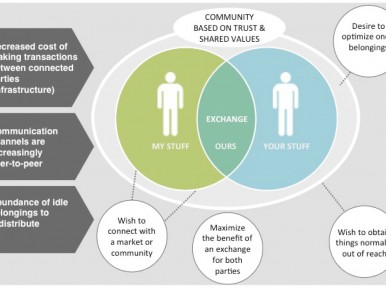 COMMUNITY
BASED ON TRUST &
SHARED VALUES
Desire to
optimize one
belongings
ecreased cost of
aking transactions
etween connected
arties
nfrastructure)
ommunication
annels are
creasingly
er-to-peer
undance of idle
elongings to
distribute
EXCHANGE
MY STUFF
OURS
YOUR STUFF
Wish to
connect with
a market or
community
Maximize
the benefit of
an exchange
for both
parties
Wish to obtai
things normal
out of reach